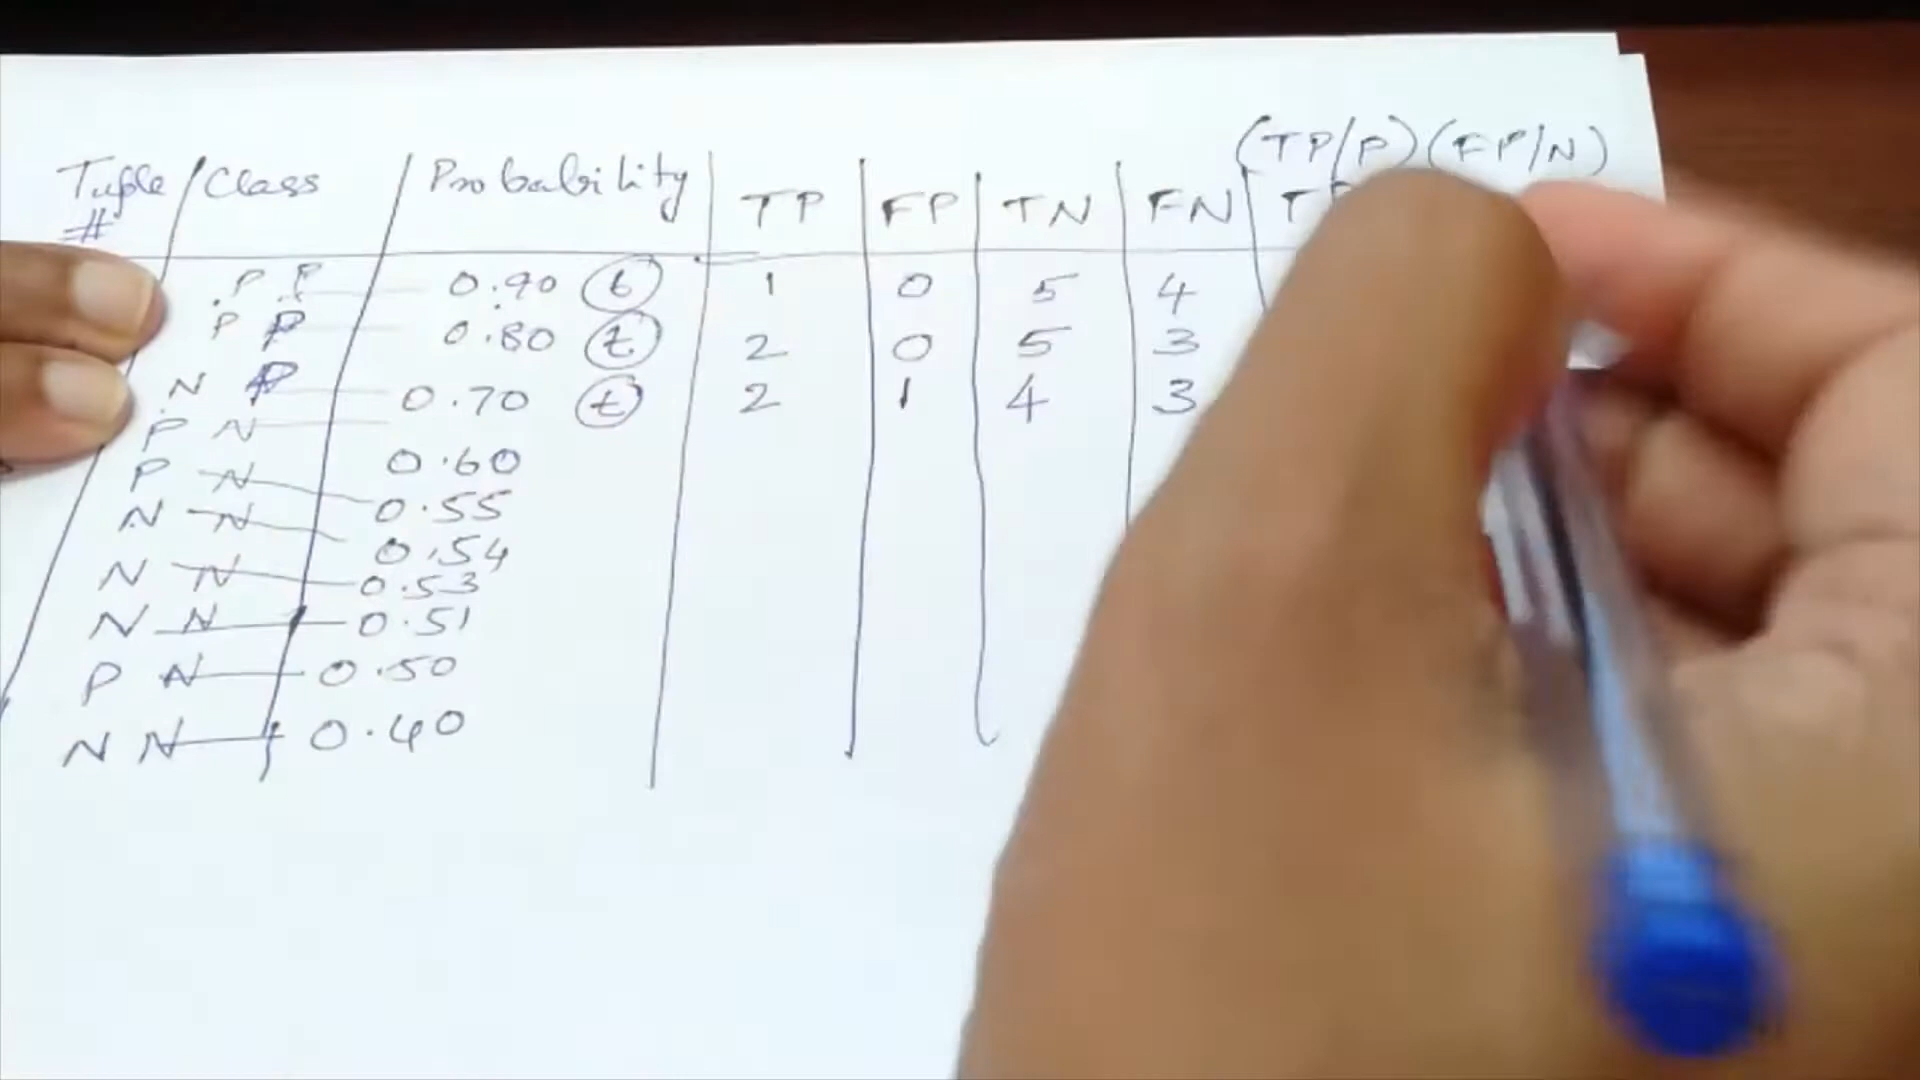 (TP/P) (FP/N)
Tuple # Class Probability TP FP TN FN
P P 0.90 t 1 0 5 4
P P 0.80 t 2 0 5 3
N P 0.70 t 2 1 4 3
P N 0.60
P N 0.55
N N 0.54
N N 0.53
N N 0.51
P N 0.50
N N 0.40